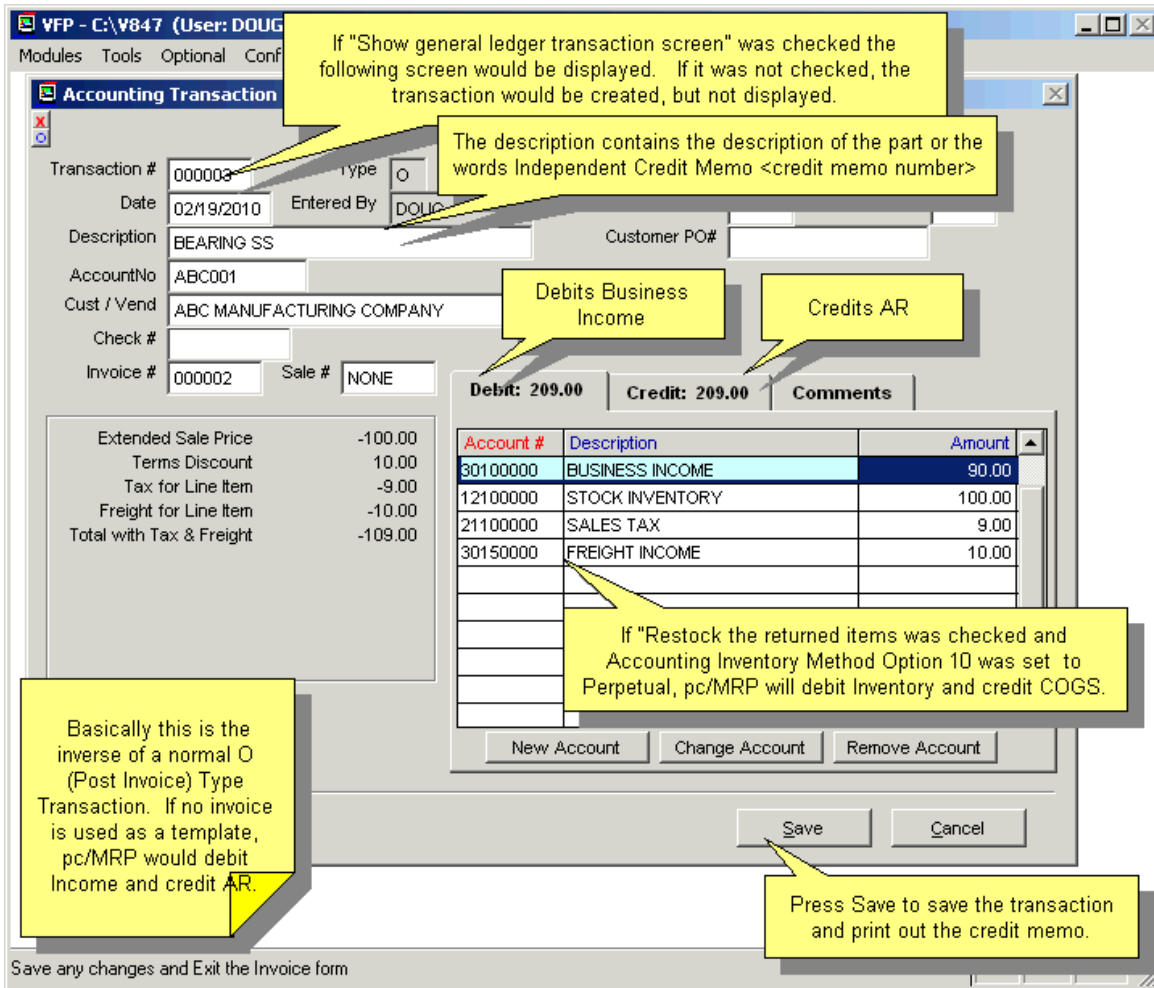 VFP - C:\V847 (User: DOUG
Modules Tools Optional Conf
If "Show general ledger transaction screen" was checked the
following screen would be displayed. If it was not checked, the
transaction would be created, but not displayed.
Accounting Transaction
The description contains the description of the part or the
words Independent Credit Memo <credit memo number>
Transaction # 000003 Type O
Date 02/19/2010 Entered By DOUG
Description BEARING SS Customer PO#
AccountNo ABC001
Cust / Vend ABC MANUFACTURING COMPANY
Check #
Invoice # 000002 Sale # NONE
Debits Business
Income
Credits AR
Debit: 209.00 Credit: 209.00 Comments
Extended Sale Price -100.00
Terms Discount 10.00
Tax for Line Item -9.00
Freight for Line Item -10.00
Total with Tax & Freight -109.00
Account # Description Amount
30100000 BUSINESS INCOME 90.00
12100000 STOCK INVENTORY 100.00
21100000 SALES TAX 9.00
30150000 FREIGHT INCOME 10.00
If "Restock the returned items was checked and
Accounting Inventory Method Option 10 was set to
Perpetual, pc/MRP will debit Inventory and credit COGS.
New Account Change Account Remove Account
Basically this is the
inverse of a normal O
(Post Invoice) Type
Transaction. If no invoice
is used as a template,
pc/MRP would debit
Income and credit AR.
Save Cancel
Press Save to save the transaction
and print out the credit memo.
Save any changes and Exit the Invoice form